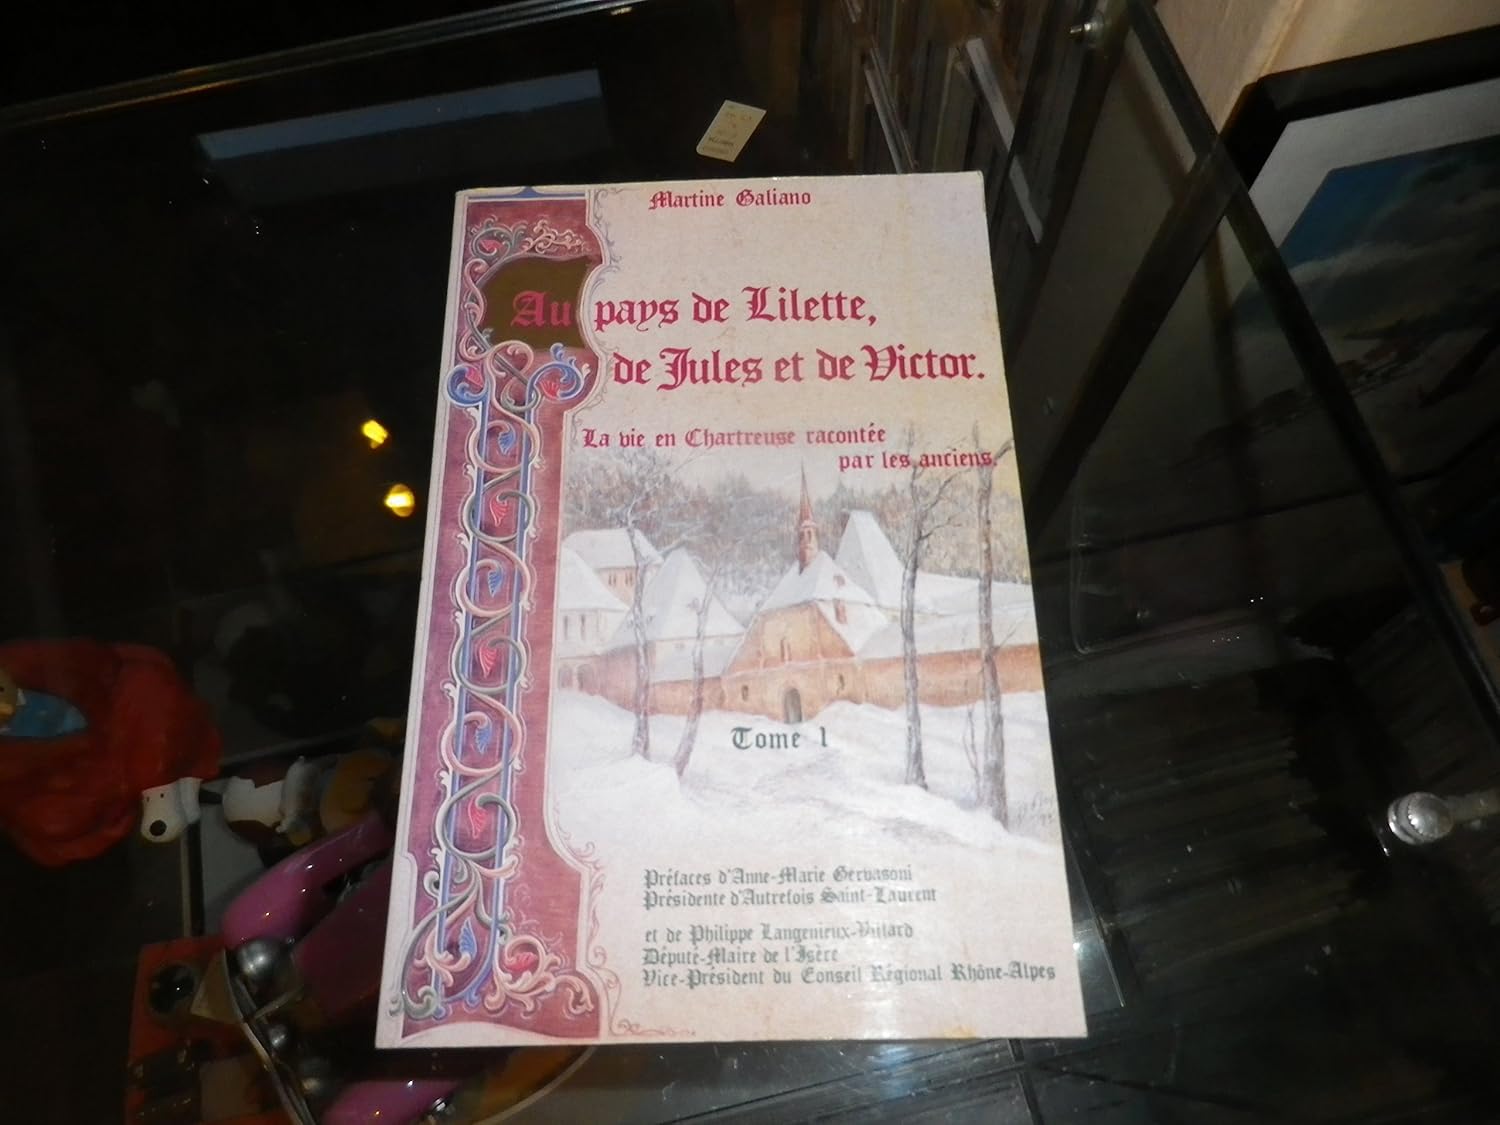 Martine Galiano
Au pays de Lilette,
de Jules et de Victor.
La vie en Chartreuse racontée
par les anciens.
Tome 1
Préfaces d'Anne-Marie Gervasoni
Présidente d'Autrefois Saint-Laurent
et de Philippe Langenieux-Villard
Député-Maire de l'Isère
Vice-Président du Conseil Régional Rhône-Alpes